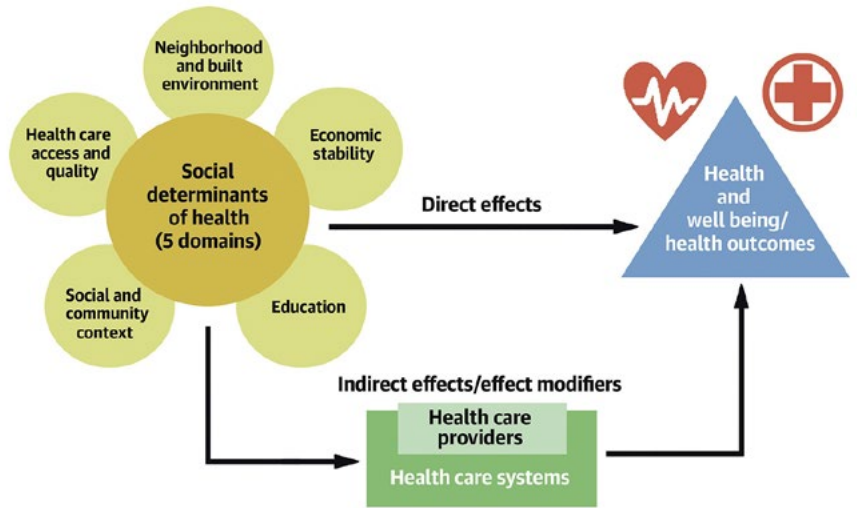 Neighborhood
and built
environment
Health care
access and
quality
Economic
stability
Social
determinants
of health
(5 domains)
Social and
community
context
Education
Direct effects
Health
and
well being/
health outcomes
Indirect effects/effect modifiers
Health care
providers
Health care systems